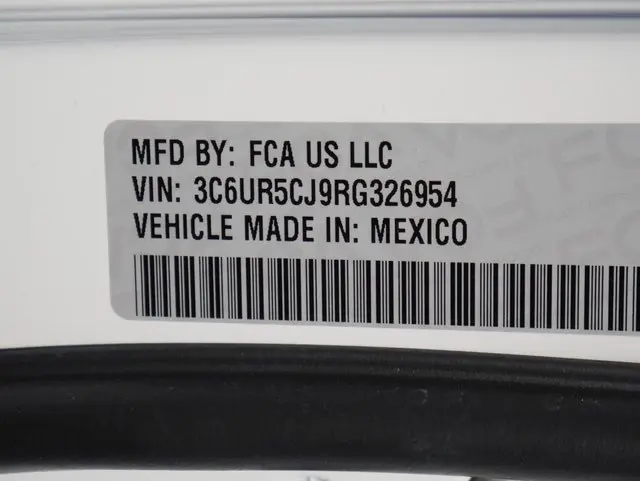 MFD BY: FCA US LLC
VIN: 3C6UR5CJ9RG326954
VEHICLE MADE IN: MEXICO